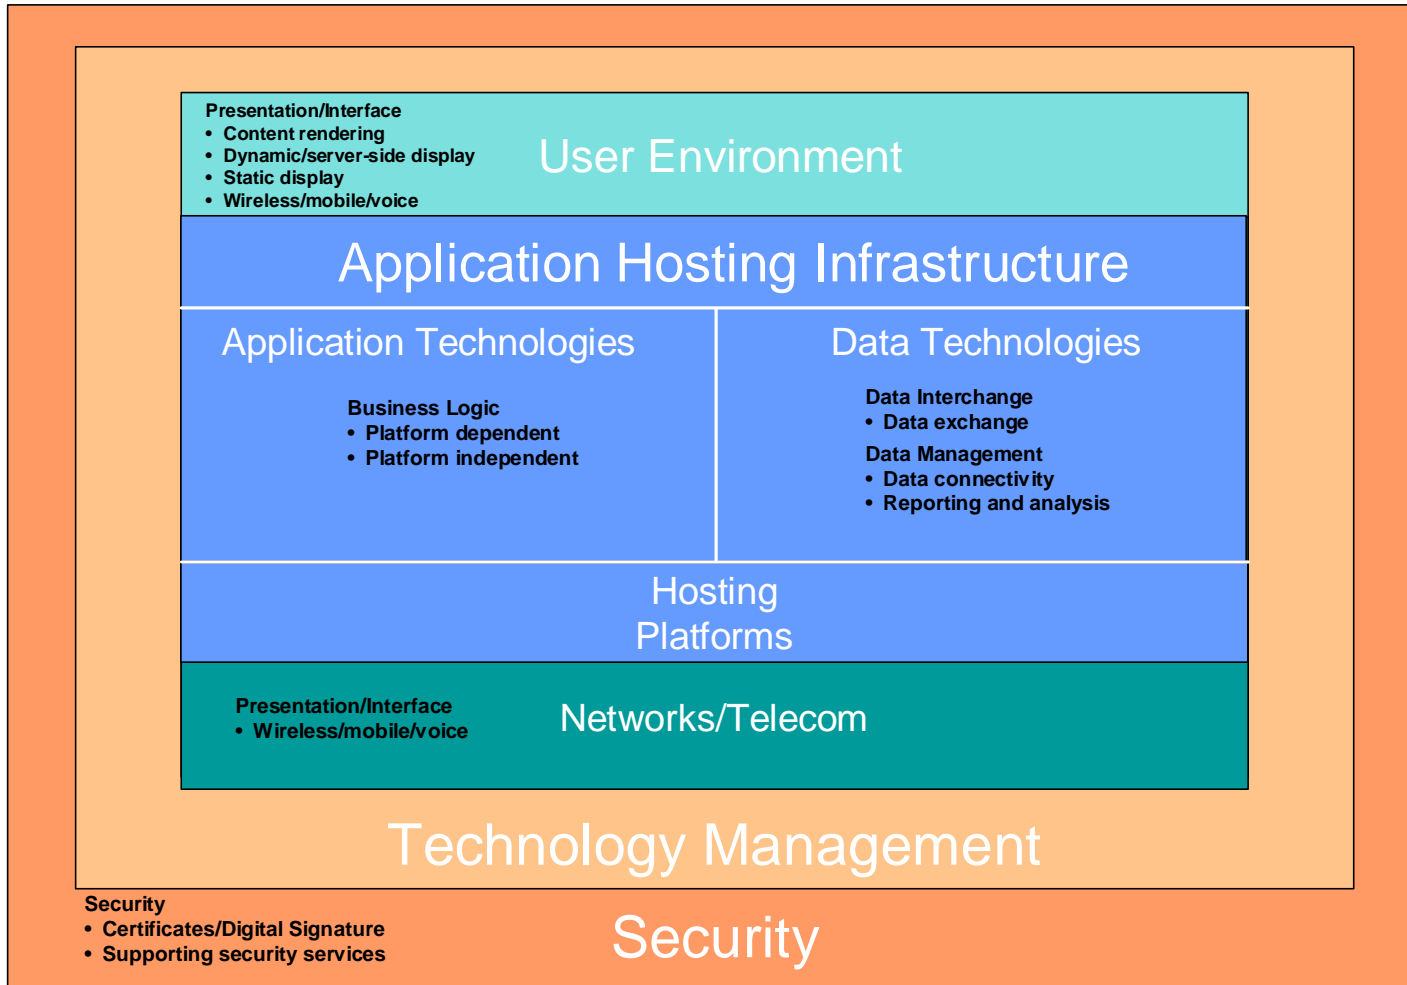 Presentation/Interface
• Content rendering
• Dynamic/server-side display
• Static display
• Wireless/mobile/voice
User Environment
Application Hosting Infrastructure
Application Technologies
Business Logic
• Platform dependent
• Platform independent
Data Technologies
Data Interchange
• Data exchange
Data Management
• Data connectivity
• Reporting and analysis
Hosting
Platforms
Presentation/Interface
• Wireless/mobile/voice
Networks/Telecom
Technology Management
Security
• Certificates/Digital Signature
• Supporting security services
Security